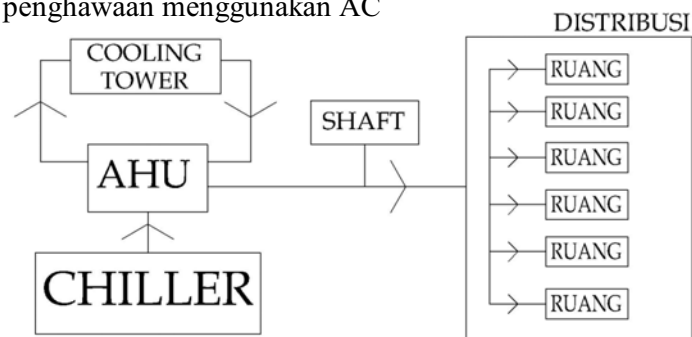 penghawaan menggunakan AC
DISTRIBUSI
COOLING
TOWER
SHAFT
AHU
CHILLER
RUANG
RUANG
RUANG
RUANG
RUANG
RUANG